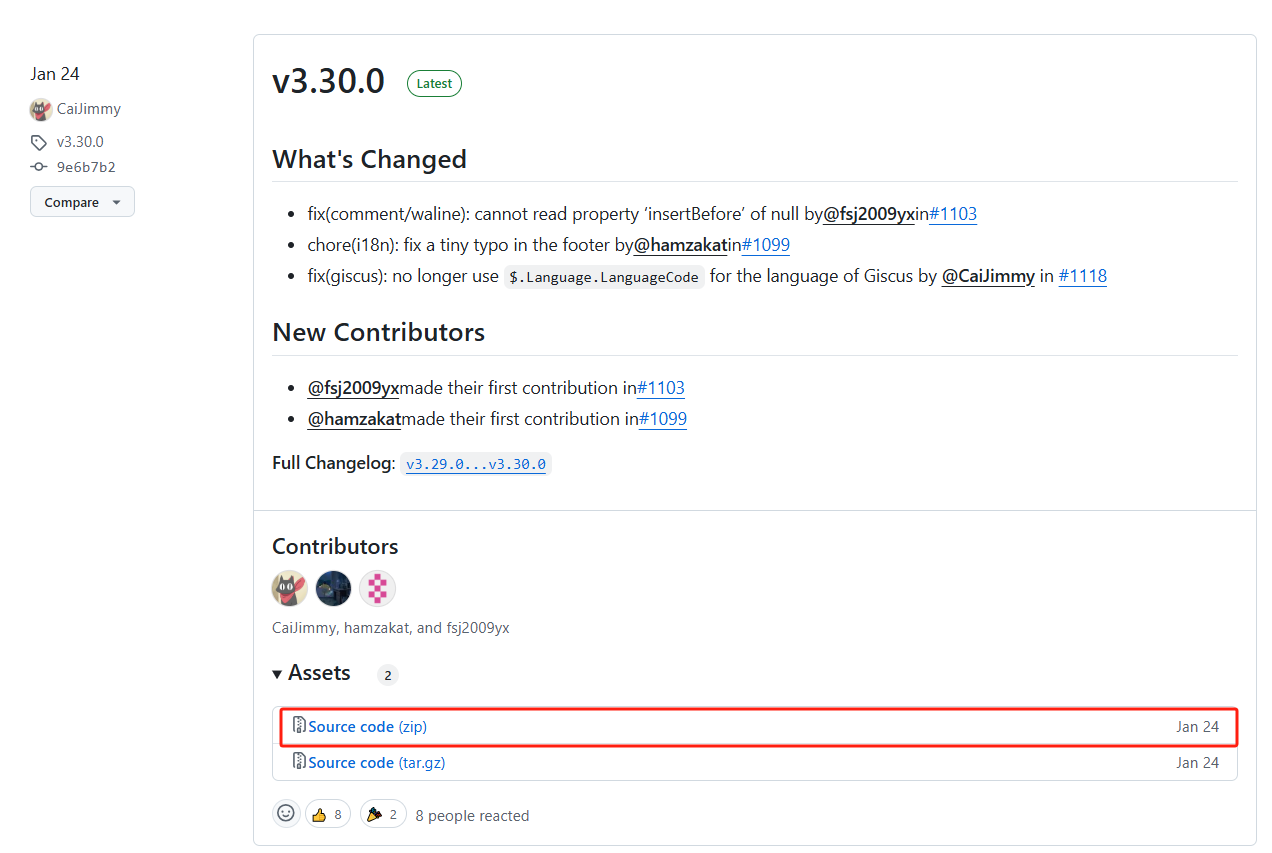 Jan 24
CaiJimmy
v3.30.0
9e6b7b2
Compare
v3.30.0 Latest
What's Changed
fix(comment/waline): cannot read property ‘insertBefore’ of null by@fsj2009yxin#1103
chore(i18n): fix a tiny typo in the footer by@hamzakatin#1099
fix(giscus): no longer use $.Language.LanguageCode for the language of Giscus by @CaiJimmy in #1118
New Contributors
@fsj2009yxmade their first contribution in#1103
@hamzakatmade their first contribution in#1099
Full Changelog: v3.29.0...v3.30.0
Contributors
CaiJimmy, hamzakat, and fsj2009yx
Assets 2
Source code (zip) Jan 24
Source code (tar.gz) Jan 24
8 2 8 people reacted